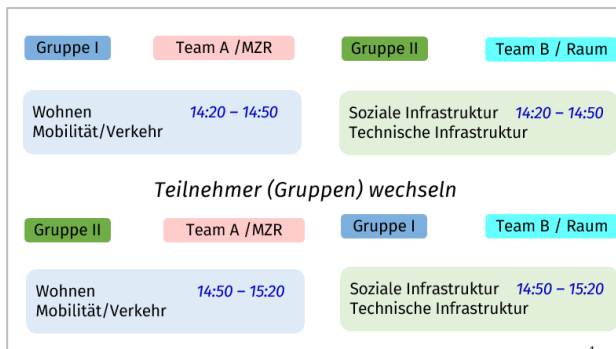 Gruppe I
Team A /MZR
Gruppe II
Team B / Raum
Wohnen 14:20 – 14:50
Mobilität/Verkehr
Soziale Infrastruktur 14:20 – 14:50
Technische Infrastruktur
Teilnehmer (Gruppen) wechseln
Gruppe II
Team A /MZR
Gruppe I
Team B / Raum
Wohnen 14:50 – 15:20
Mobilität/Verkehr
Soziale Infrastruktur 14:50 – 15:20
Technische Infrastruktur